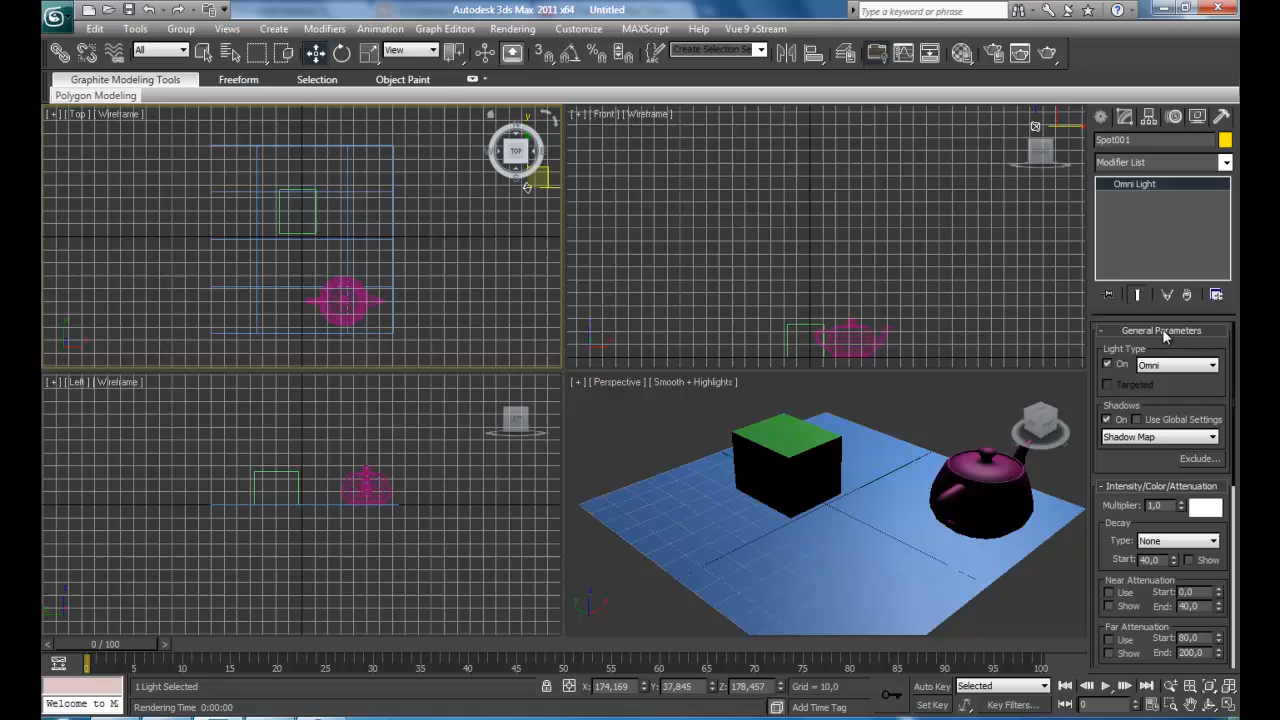 Autodesk 3ds Max 2011 x64 Untitled
Type a keyword or phrase
Edit Tools Group Views Create Modifiers Animation Graph Editors Rendering Customize MAXScript Help Vue 9 xStream
All View Create Selection Se
Graphite Modeling Tools Freeform Selection Object Paint
Polygon Modeling
[ + ] [ Top ] [ Wireframe ]
[ + ] [ Front ] [ Wireframe ]
TOP
FRONT
[ + ] [ Left ] [ Wireframe ]
[ + ] [ Perspective ] [ Smooth + Highlights ]
Spot001
Modifier List
Omni Light
- General Parameters
Light Type
On Omni
Targeted
Shadows
On Use Global Settings
Shadow Map
Exclude...
- Intensity/Color/Attenuation
Multiplier: 1,0
Decay
Type: None
Start: 40,0 Show
Near Attenuation
Use Start: 0,0
Show End: 40,0
Far Attenuation
Use Start: 80,0
Show End: 200,0
< 0 / 100 >
0 5 10 15 20 25 30 35 40 45 50 55 60 65 70 75 80 85 90 95 100
1 Light Selected X: 174,169 Y: 37,845 Z: 178,457 Grid = 10,0 Auto Key Selected
Welcome to M Rendering Time 0:00:00 Add Time Tag Set Key Key Filters... 0